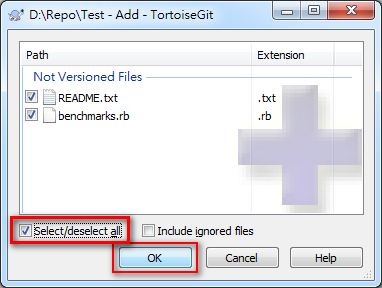 D:\Repo\Test - Add - TortoiseGit
Path Extension
Not Versioned Files
README.txt .txt
benchmarks.rb .rb
Select/deselect all Include ignored files
OK Cancel Help